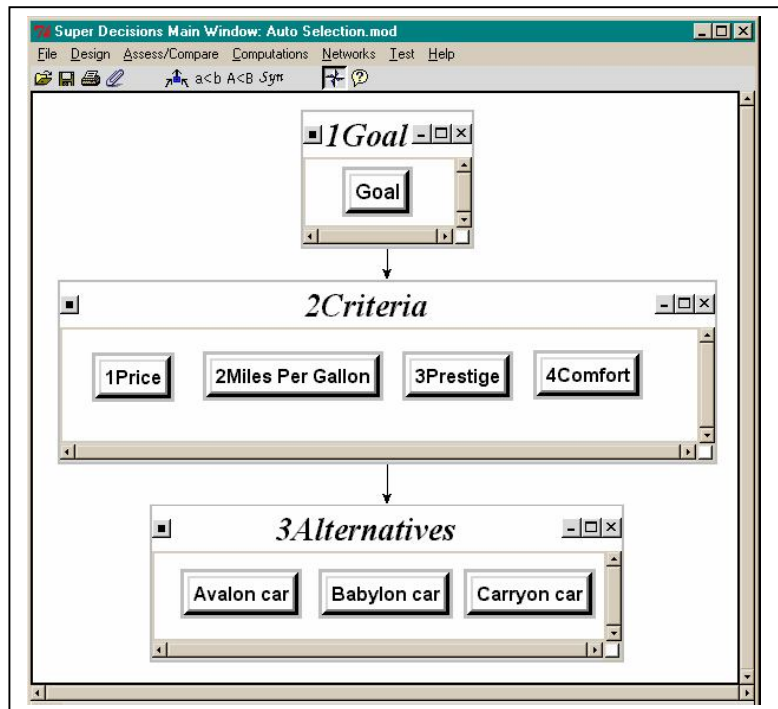 Super Decisions Main Window: Auto Selection.mod
File Design Assess/Compare Computations Networks Test Help
a<b A<B Syn
1Goal
Goal
2Criteria
1Price 2Miles Per Gallon 3Prestige 4Comfort
3Alternatives
Avalon car Babylon car Carryon car